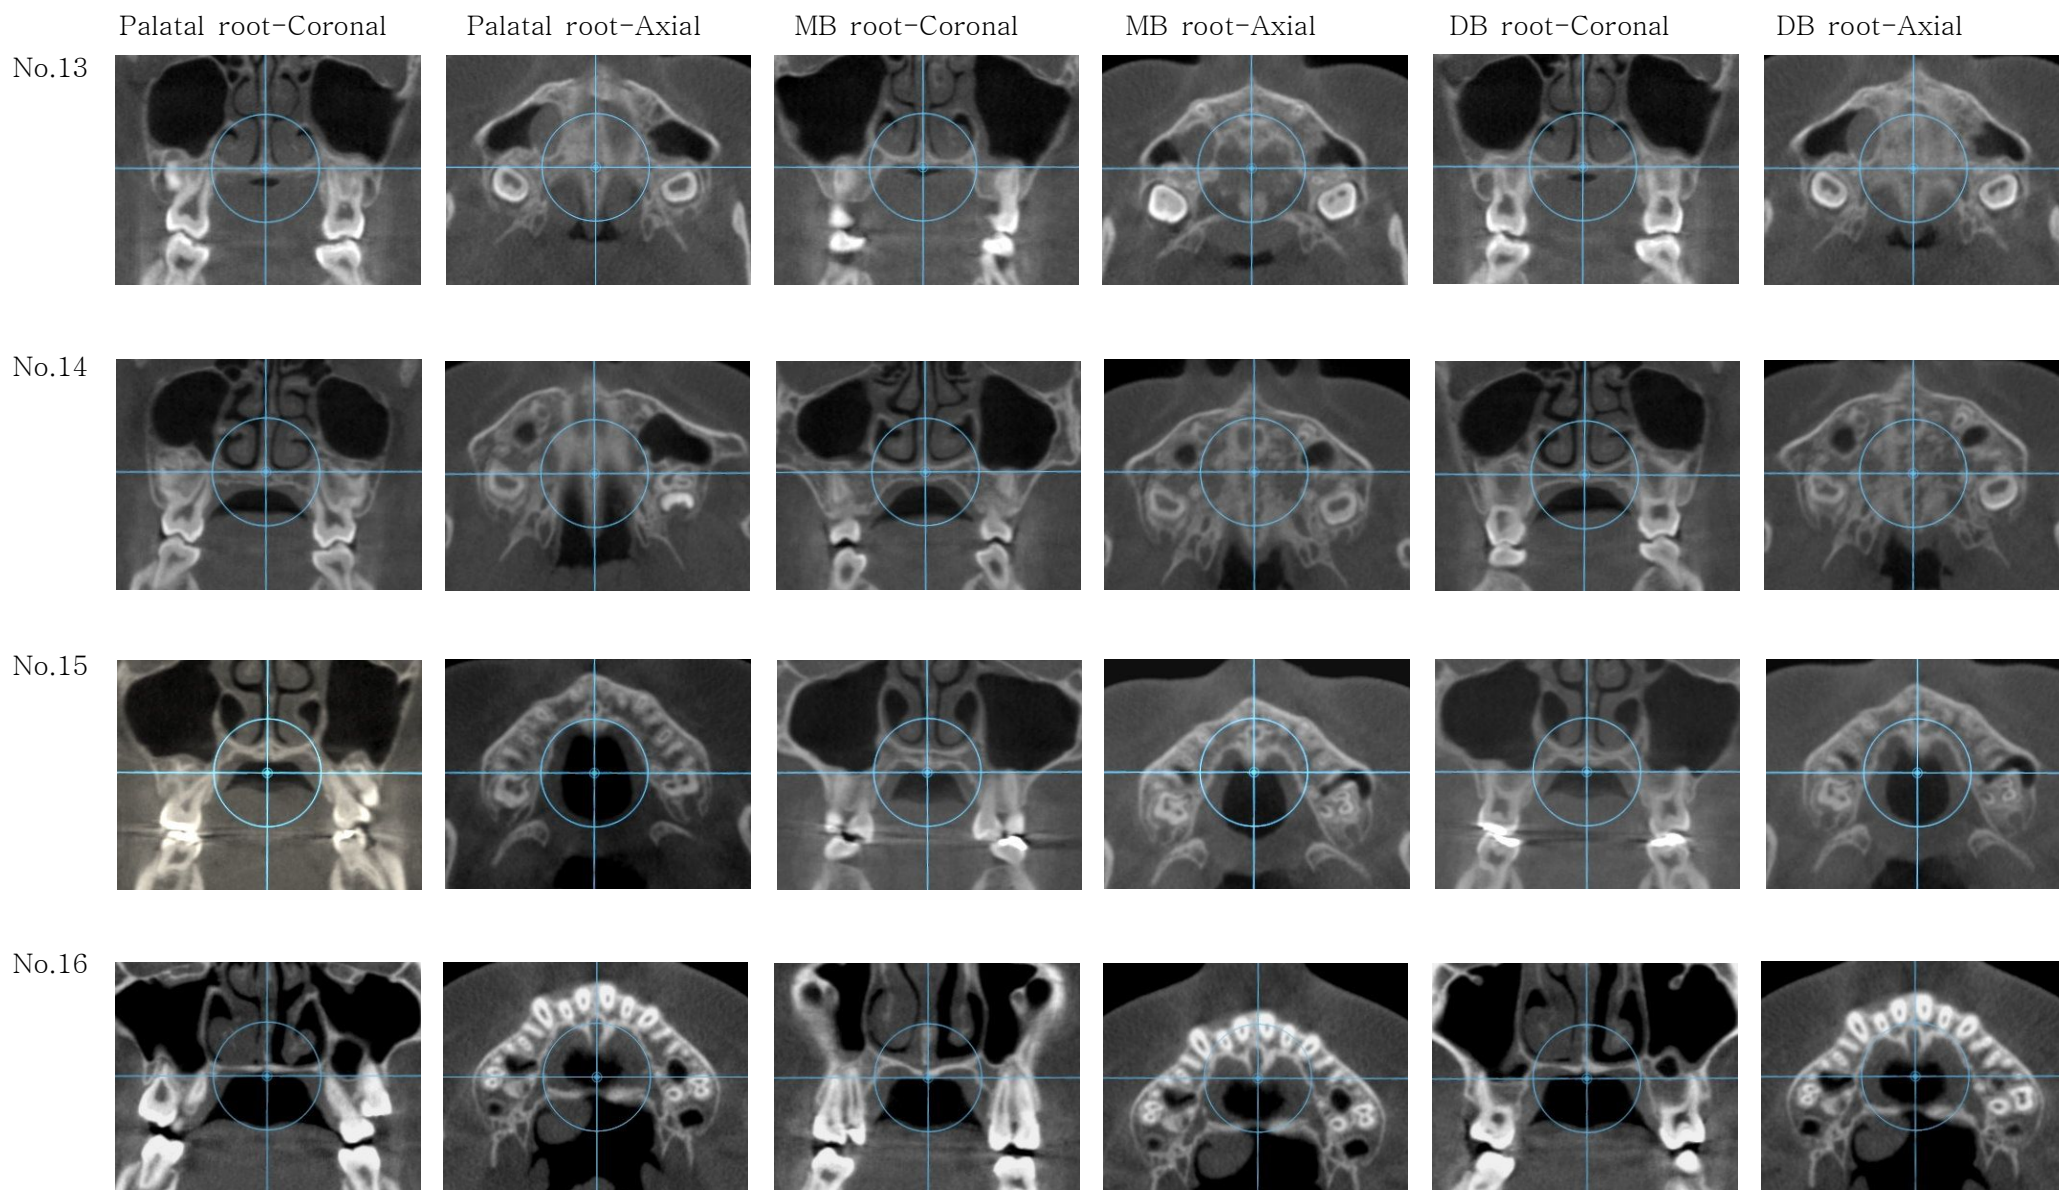 Palatal root-Coronal Palatal root-Axial MB root-Coronal MB root-Axial DB root-Coronal DB root-Axial
No.13
No.14
No.15
No.16